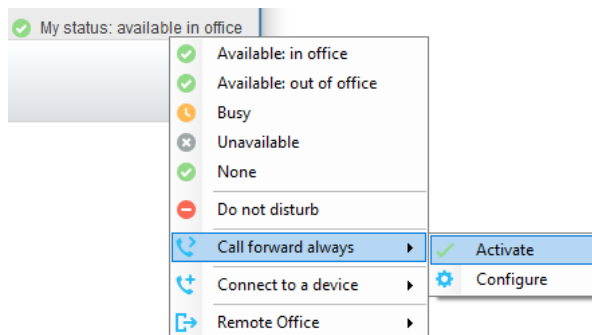 My status: available in office
Available: in office
Available: out of office
Busy
Unavailable
None
Do not disturb
Call forward always
Activate
Configure
Connect to a device
Remote Office